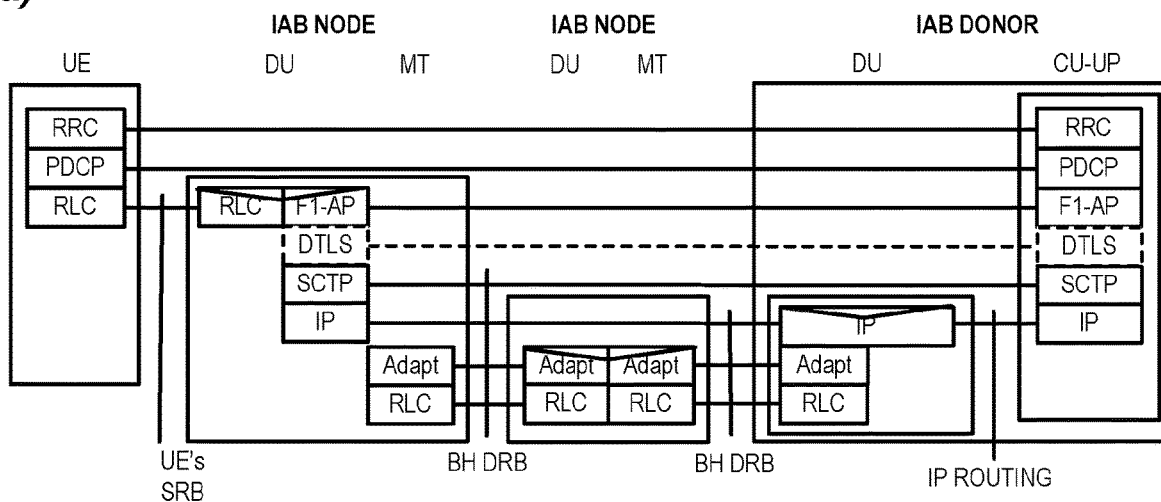 IAB NODE IAB NODE IAB DONOR
UE DU MT DU MT DU CU-UP
RRC RRC
PDCP PDCP
RLC RLC F1-AP F1-AP
DTLS DTLS
SCTP SCTP
IP IP IP
Adapt Adapt Adapt Adapt
RLC RLC RLC RLC
UE's BH DRB BH DRB IP ROUTING
SRB